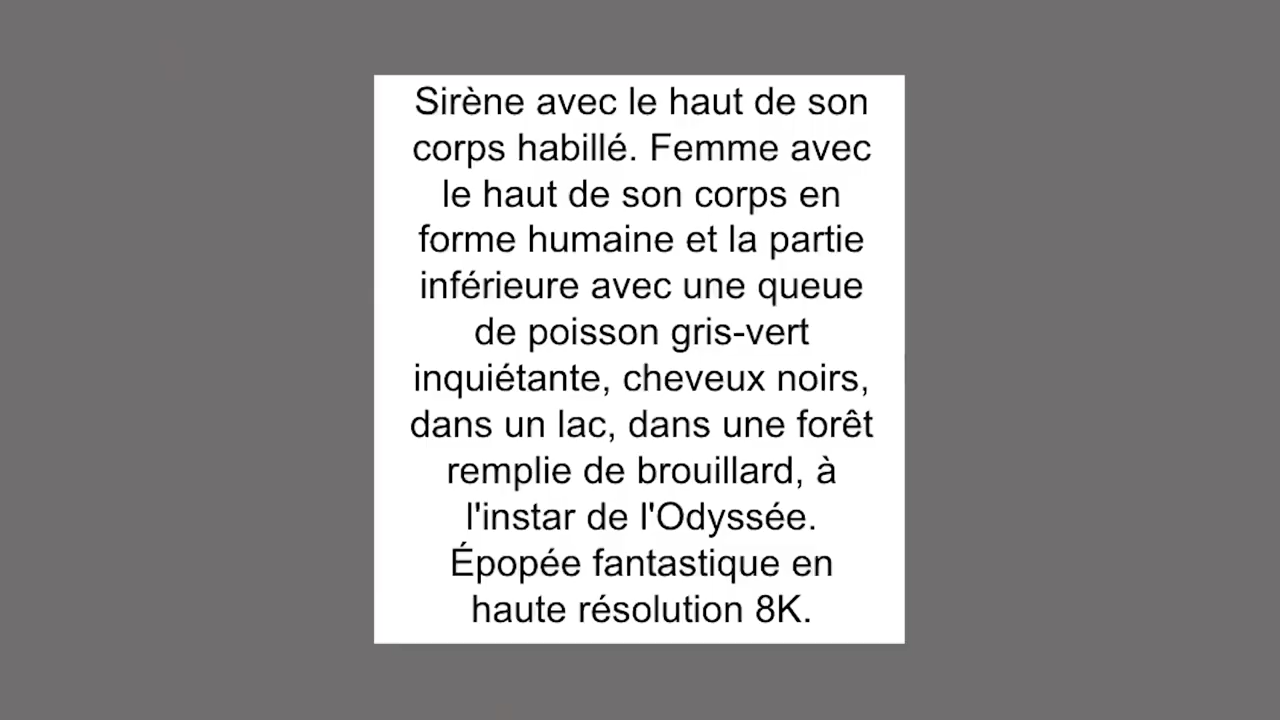 Sirène avec le haut de son
corps habillé. Femme avec
le haut de son corps en
forme humaine et la partie
inférieure avec une queue
de poisson gris-vert
inquiétante, cheveux noirs,
dans un lac, dans une forêt
remplie de brouillard, à
l'instar de l'Odyssée.
Épopée fantastique en
haute résolution 8K.